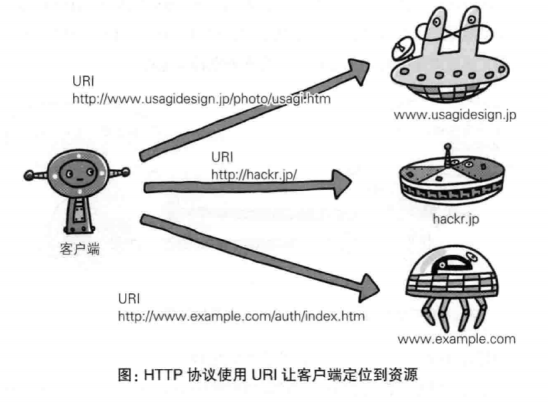 URI
http://www.usagidesign.jp/photo/usagi.htm
www.usagidesign.jp
URI
http://hackr.jp/
hackr.jp
客户端
URI
http://www.example.com/auth/index.htm
www.example.com
图：HTTP 协议使用 URI 让客户端定位到资源